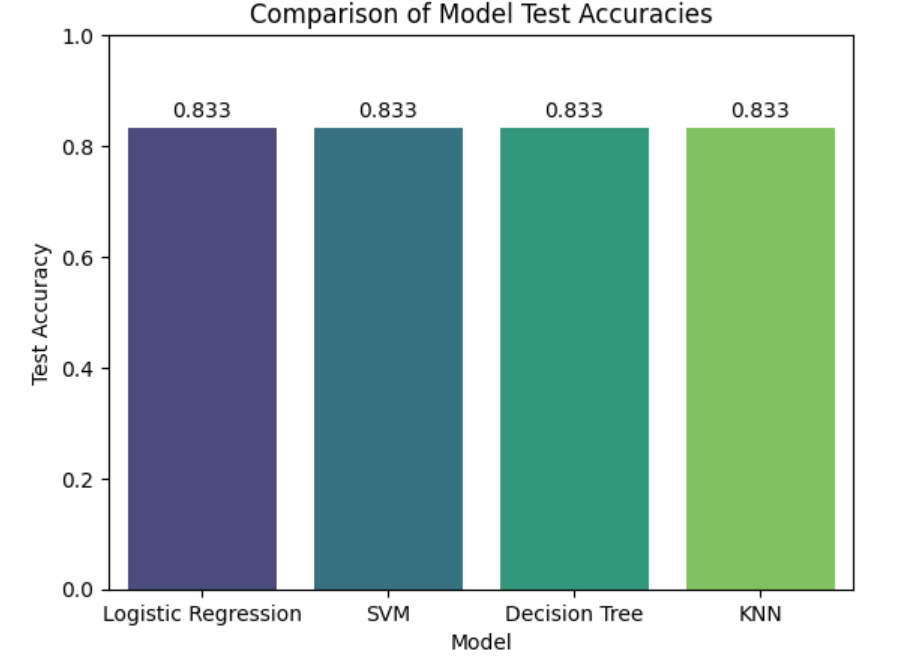 Comparison of Model Test Accuracies
1.0
0.8
0.6
0.4
0.2
0.0
Test Accuracy
0.833 0.833 0.833 0.833
Logistic Regression SVM Decision Tree KNN
Model